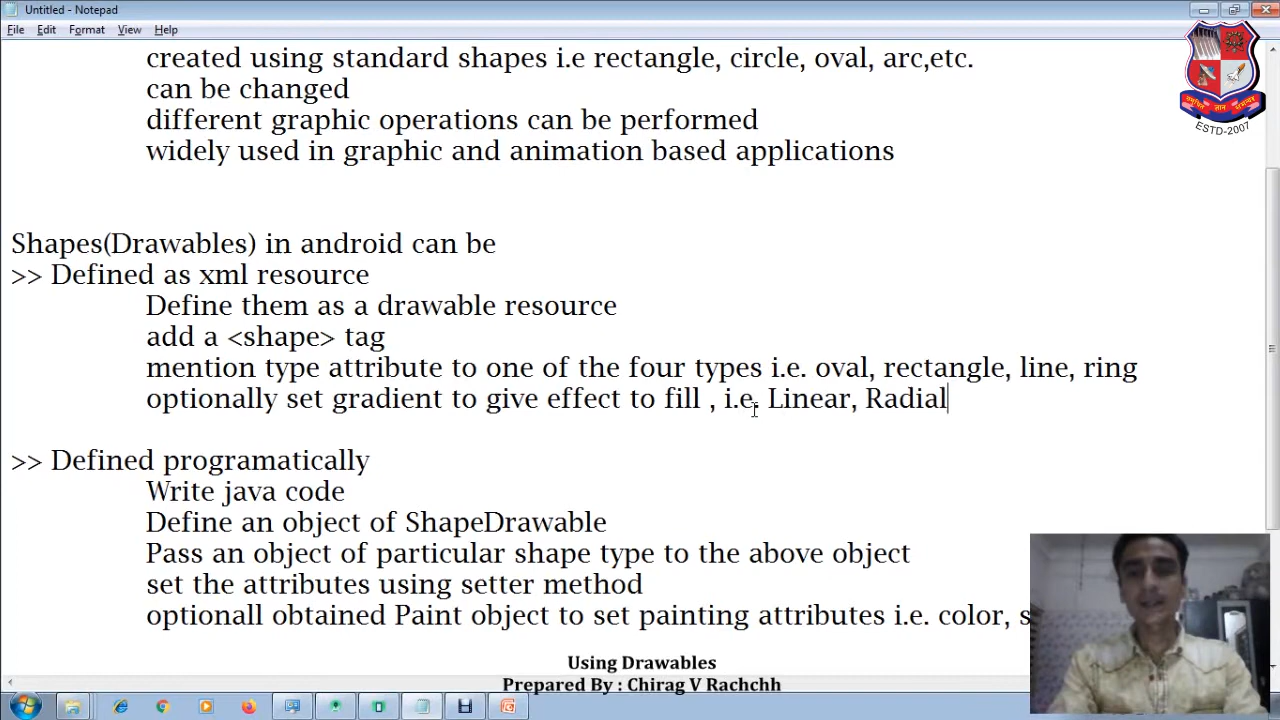 Untitled - Notepad
File Edit Format View Help
created using standard shapes i.e rectangle, circle, oval, arc,etc.
can be changed
different graphic operations can be performed
widely used in graphic and animation based applications
Shapes(Drawables) in android can be
>> Defined as xml resource
Define them as a drawable resource
add a <shape> tag
mention type attribute to one of the four types i.e. oval, rectangle, line, ring
optionally set gradient to give effect to fill , i.e. Linear, Radial
>> Defined programatically
Write java code
Define an object of ShapeDrawable
Pass an object of particular shape type to the above object
set the attributes using setter method
optionall obtained Paint object to set painting attributes i.e. color, s
Using Drawables
Prepared By : Chirag V Rachchh
ESTD-2007